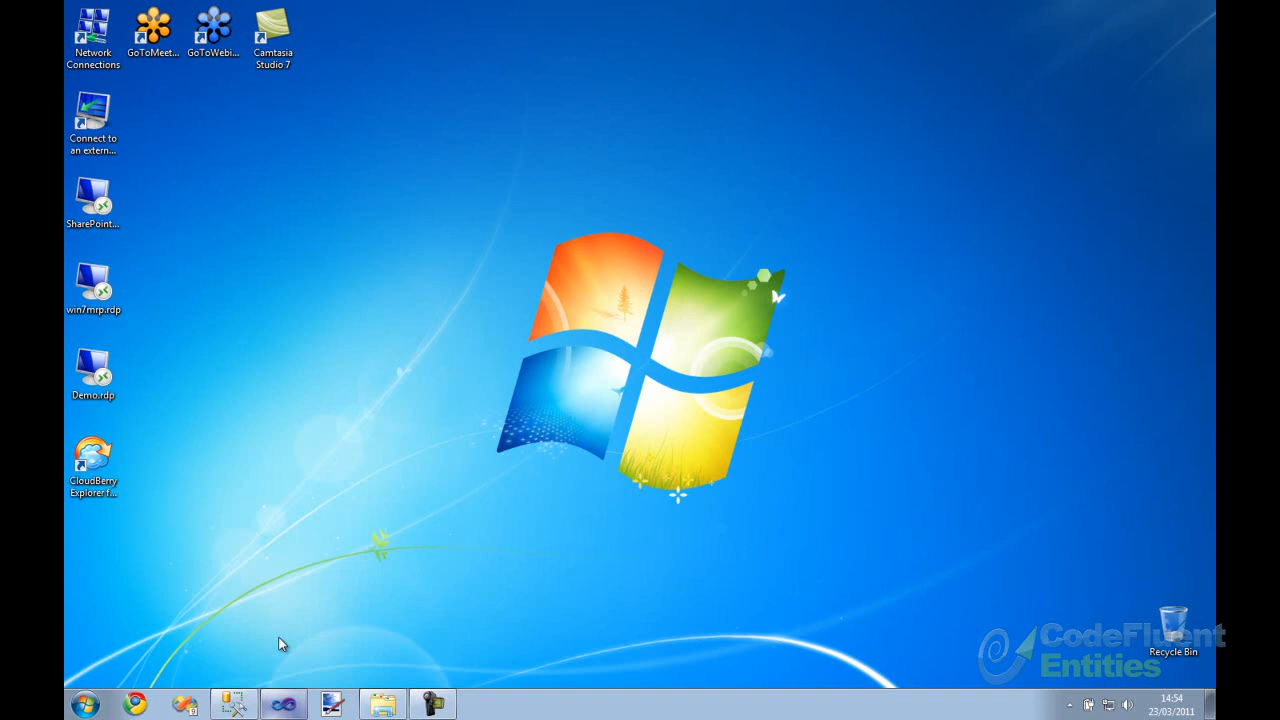 Network
Connections
GoToMeet...
GoToWebi...
Camtasia
Studio 7
Connect to
an extern...
SharePoint...
win7mrp.rdp
Demo.rdp
CloudBerry
Explorer f...
CodeFluent
Entities
Recycle Bin
14:54
23/03/2011